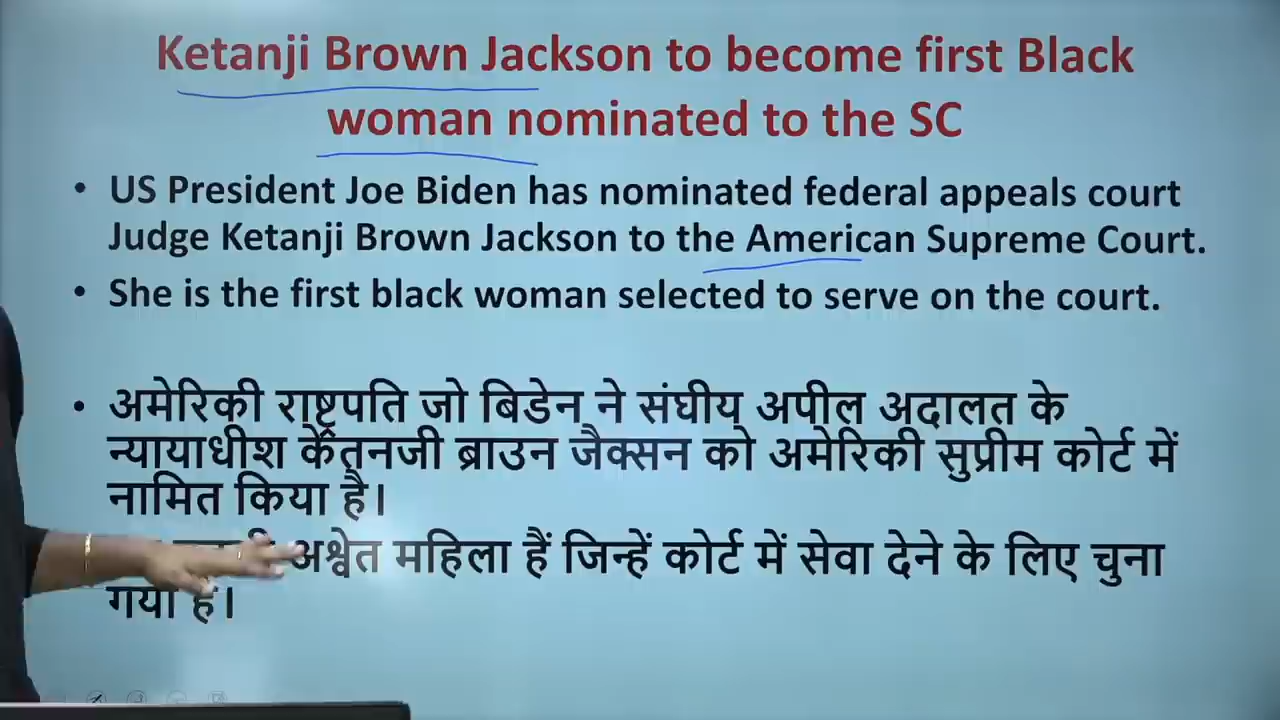 Ketanji Brown Jackson to become first Black
woman nominated to the SC
• US President Joe Biden has nominated federal appeals court
Judge Ketanji Brown Jackson to the American Supreme Court.
• She is the first black woman selected to serve on the court.
• अमेरिकी राष्ट्रपति जो बिडेन ने संघीय अपील अदालत के
न्यायाधीश केतनजी ब्राउन जैक्सन को अमेरिकी सुप्रीम कोर्ट में
नामित किया है।
अश्वेत महिला हैं जिन्हें कोर्ट में सेवा देने के लिए चुना
गया है।